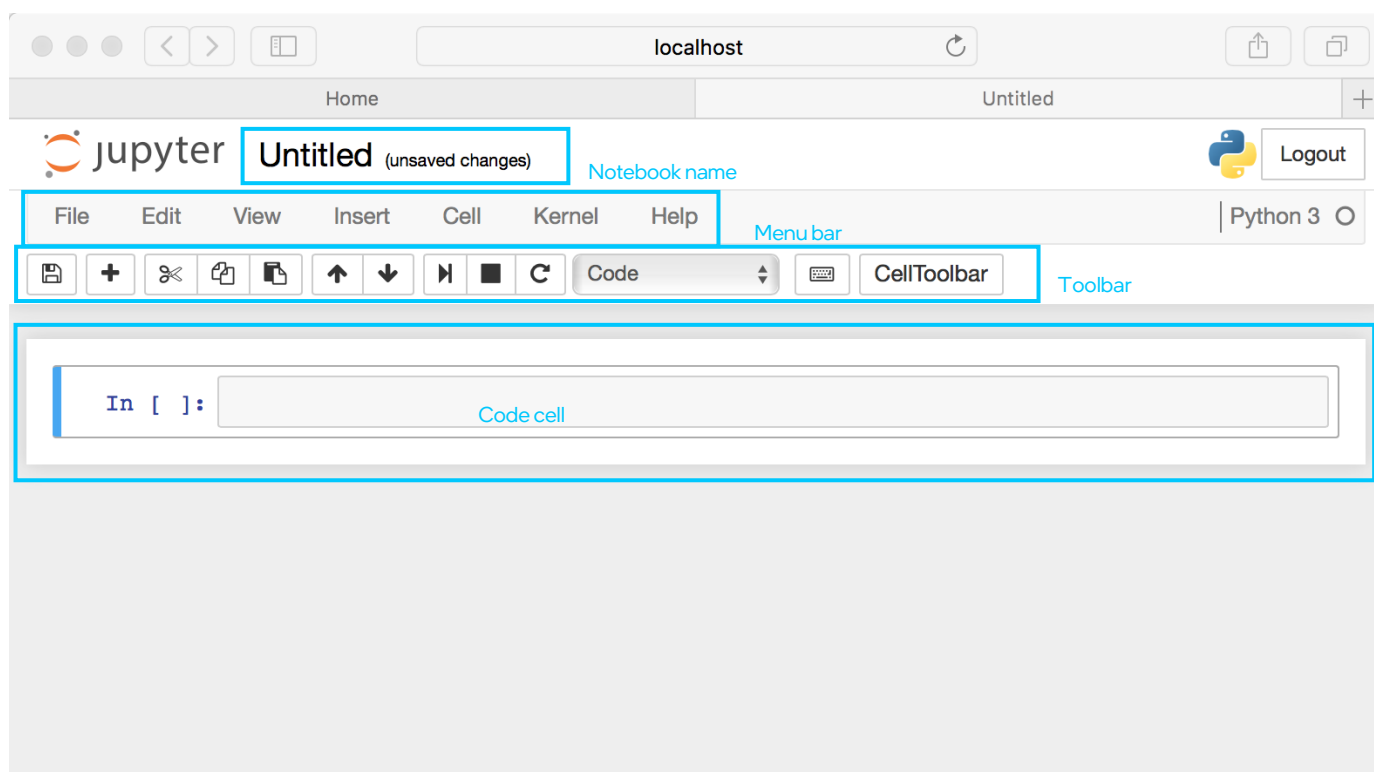 localhost
Home Untitled
jupyter Untitled (unsaved changes) Logout
Notebook name
File Edit View Insert Cell Kernel Help Python 3
Menu bar
Code CellToolbar
Toolbar
In [ ]:
Code cell